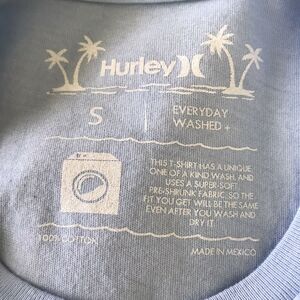 Hurley
S
EVERYDAY
WASHED +
THIS T-SHIRT HAS A UNIQUE
ONE OF A KIND WASH, AND
USES A SUPER-SOFT
PRE-SHRUNK FABRIC, SO THE
FIT YOU GET WILL BE THE SAME
EVEN AFTER YOU WASH AND
DRY IT.
100% COTTON
MADE IN MEXICO